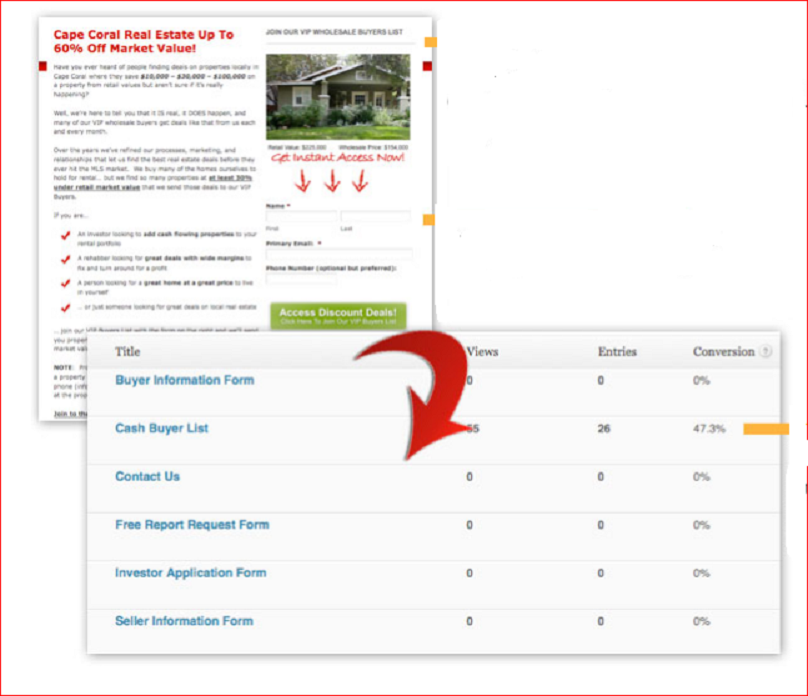 Cape Coral Real Estate Up To
60% Off Market Value!
Have you ever heard of people finding deals on properties locally in
Cape Coral where they save $10,000 – $20,000 – $100,000 on
a property from retail values but aren't sure if it's really
happening?
Well, we're here to tell you that it IS real, it DOES happen, and
many of our VIP wholesale buyers get deals like that from us each
and every month.
Over the years we've refined our processes, marketing, and
relationships that let us find the best real estate deals before they
ever hit the MLS market. We buy many of the homes ourselves to
hold for rental... but we find so many properties at at least 30%
under retail market value that we send those deals to our VIP
Buyers.
If you are...
An investor looking to add cash flowing properties to your
rental portfolio
A rehabber looking for great deals with wide margins to
fix and turn around for a profit
A person looking for a great home at a great price to live
in yourself
... or just someone looking for great deals on local real estate
... join our VIP Buyers List with the form on the right and we'll send
you proper
market val
NOTE:
a property
phone (inf
at the prop
Join to th
JOIN OUR VIP WHOLESALE BUYERS LIST
Retail Value: $225,000 Wholesale Price: $154,000
Get Instant Access Now!
Name *
First Last
Primary Email: *
Phone Number (optional but preferred):
Access Discount Deals!
Click Here To Join Our VIP Buyers List
Title Views Entries Conversion ?
Buyer Information Form 0 0 0%
Cash Buyer List 55 26 47.3%
Contact Us 0 0 0%
Free Report Request Form 0 0 0%
Investor Application Form 0 0 0%
Seller Information Form 0 0 0%